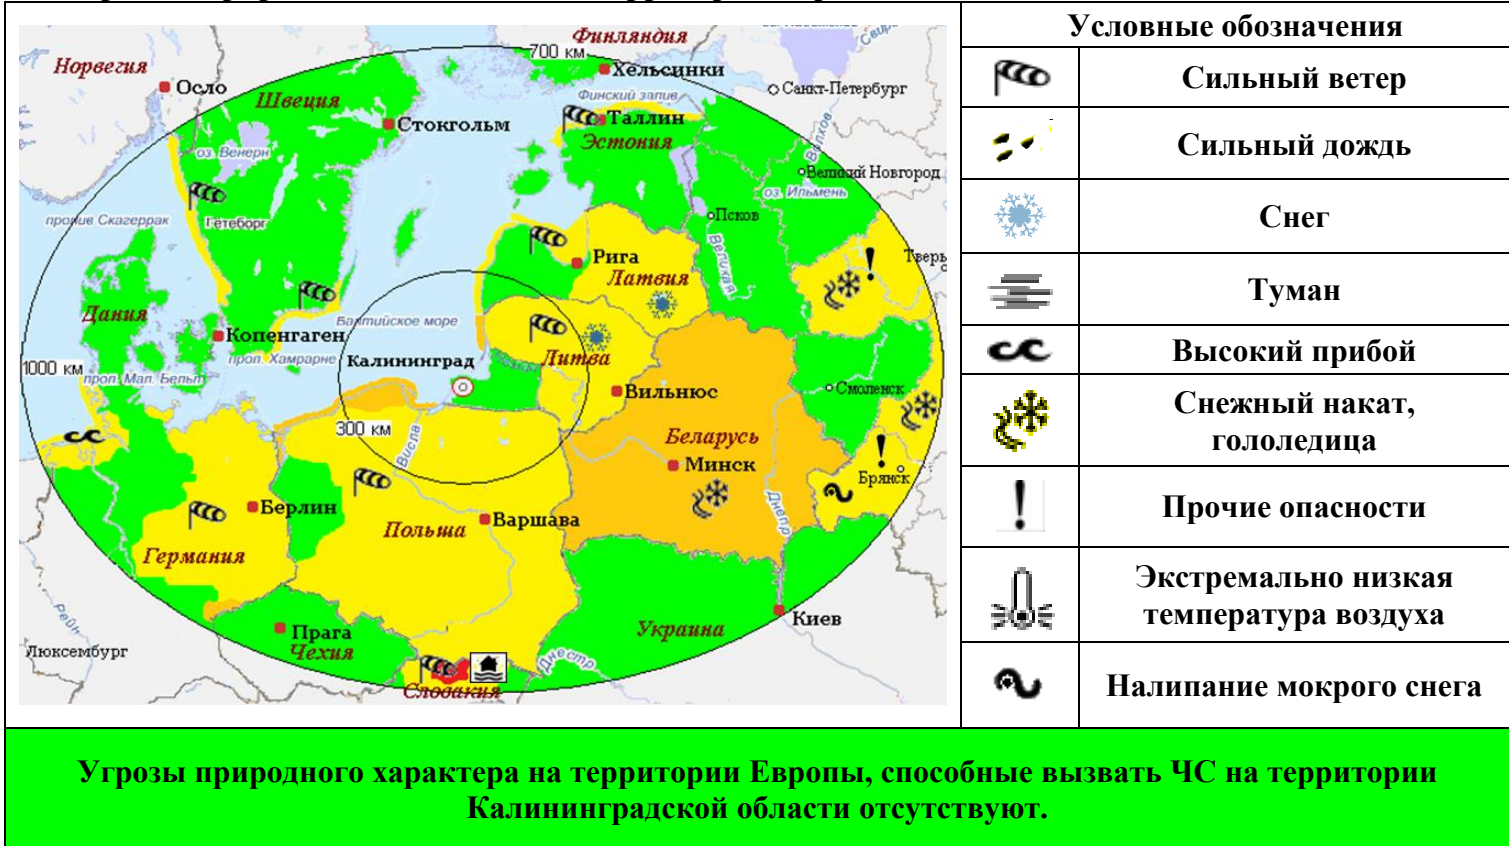 Условные обозначения
Сильный ветер
Сильный дождь
Снег
Туман
Высокий прибой
Снежный накат,
гололедица
Прочие опасности
Экстремально низкая
температура воздуха
Налипание мокрого снега
Финляндия
700 км
Норвегия
Хельсинки
Осло
Санкт-Петербург
Швеция
Финский залив
Стокгольм
Таллин
Эстония
Волхов
оз. Венерн
Великий Новгород
оз. Ильмень
пролив Скагеррак
Гётеборг
Псков
Великая
Рига
Тверь
Латвия
Дания
Балтийское море
Копенгаген
прол. Хамрарне
Калининград
Литва
1000 км
прол. Мал. Бельт
Смоленск
Вильнюс
300 км
Висла
Беларусь
Минск
Брянск
Берлин
Днепр
Польша
Варшава
Германия
Рейн
Киев
Прага
Украина
Чехия
Люксембург
Днестр
Словакия
Угрозы природного характера на территории Европы, способные вызвать ЧС на территории
Калининградской области отсутствуют.